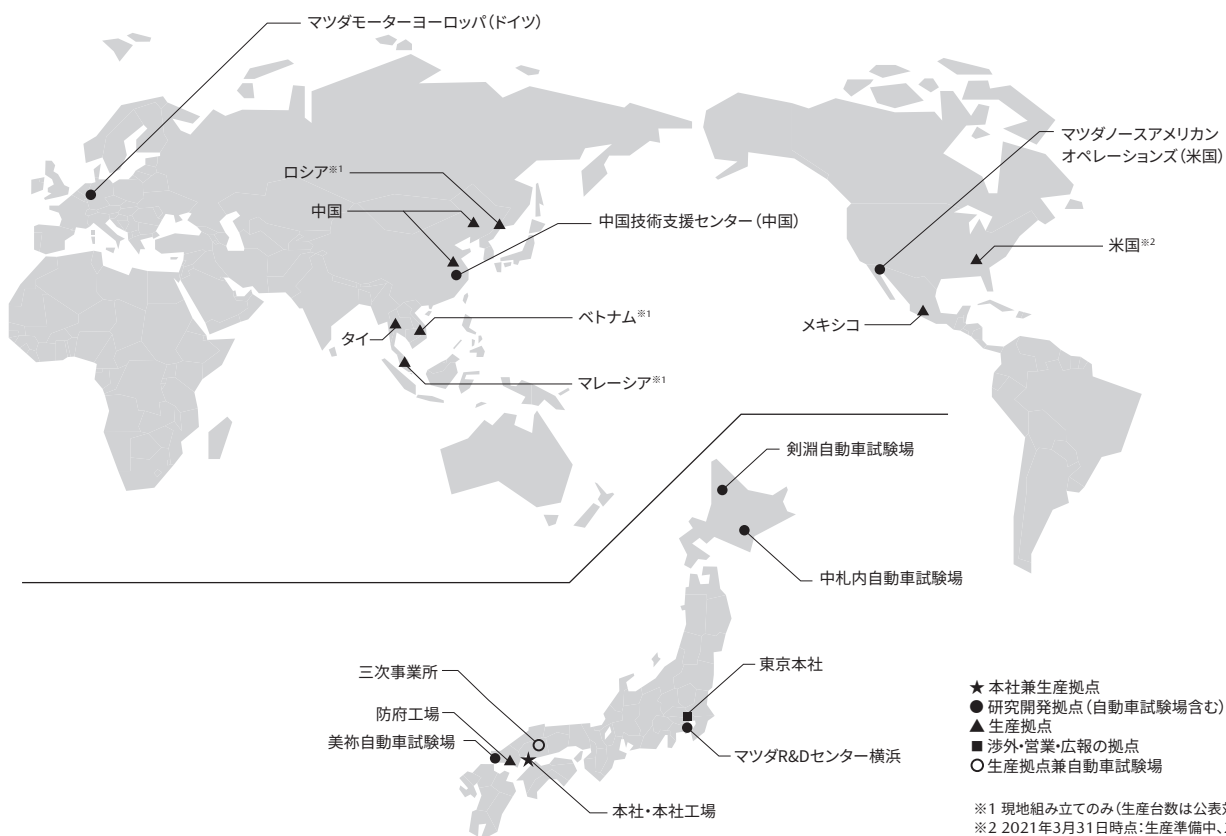 マツダモーターヨーロッパ（ドイツ）
マツダノースアメリカン
オペレーションズ（米国）
ロシア※1
中国
中国技術支援センター（中国）
米国※2
ベトナム※1
タイ
メキシコ
マレーシア※1
剣淵自動車試験場
中札内自動車試験場
三次事業所
東京本社
防府工場
美祢自動車試験場
マツダR&Dセンター横浜
本社・本社工場
★ 本社兼生産拠点
● 研究開発拠点（自動車試験場含む）
▲ 生産拠点
■ 渉外・営業・広報の拠点
○ 生産拠点兼自動車試験場
※1 現地組み立てのみ（生産台数は公表
※2 2021年3月31日時点：生産準備中、